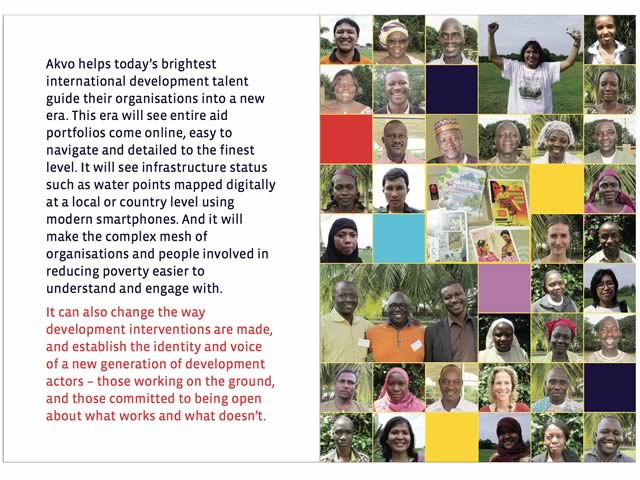 Akvo helps today's brightest
international development talent
guide their organisations into a new
era. This era will see entire aid
portfolios come online, easy to
navigate and detailed to the finest
level. It will see infrastructure status
such as water points mapped digitally
at a local or country level using
modern smartphones. And it will
make the complex mesh of
organisations and people involved in
reducing poverty easier to
understand and engage with.
It can also change the way
development interventions are made,
and establish the identity and voice
of a new generation of development
actors – those working on the ground,
and those committed to being open
about what works and what doesn't.